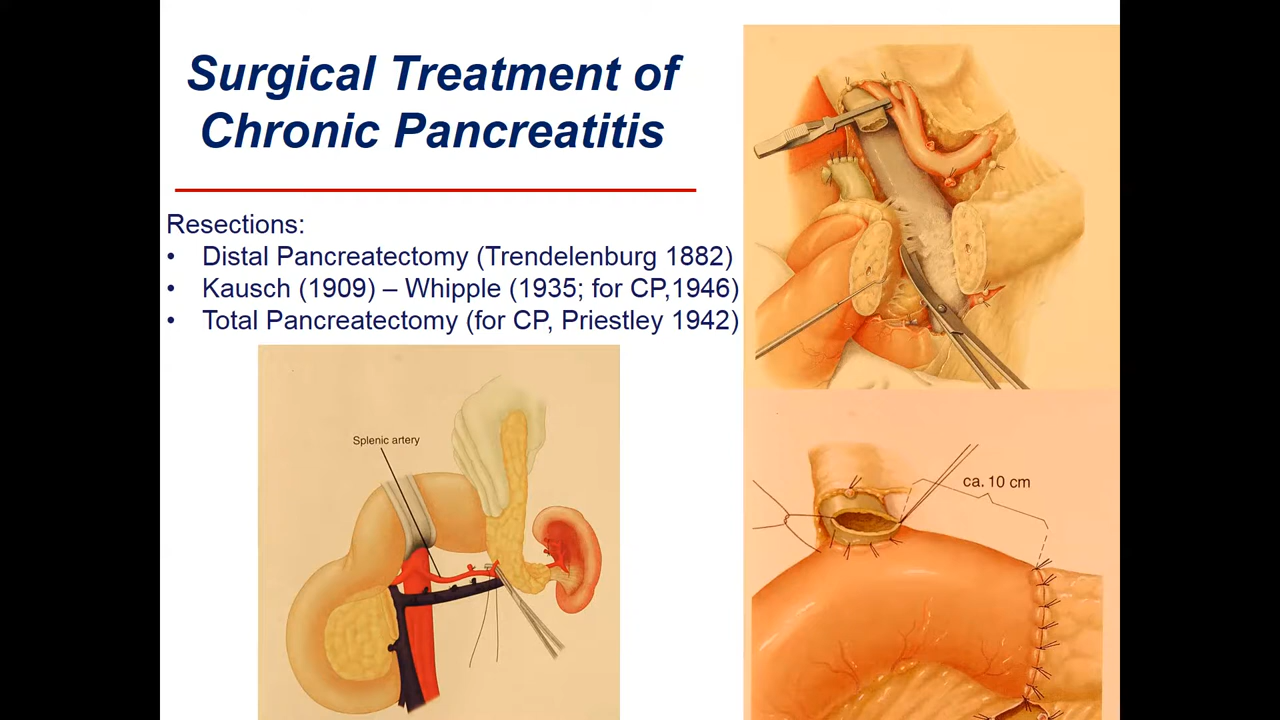 Surgical Treatment of
Chronic Pancreatitis
Resections:
• Distal Pancreatectomy (Trendelenburg 1882)
• Kausch (1909) – Whipple (1935; for CP,1946)
• Total Pancreatectomy (for CP, Priestley 1942)
Splenic artery
ca. 10 cm